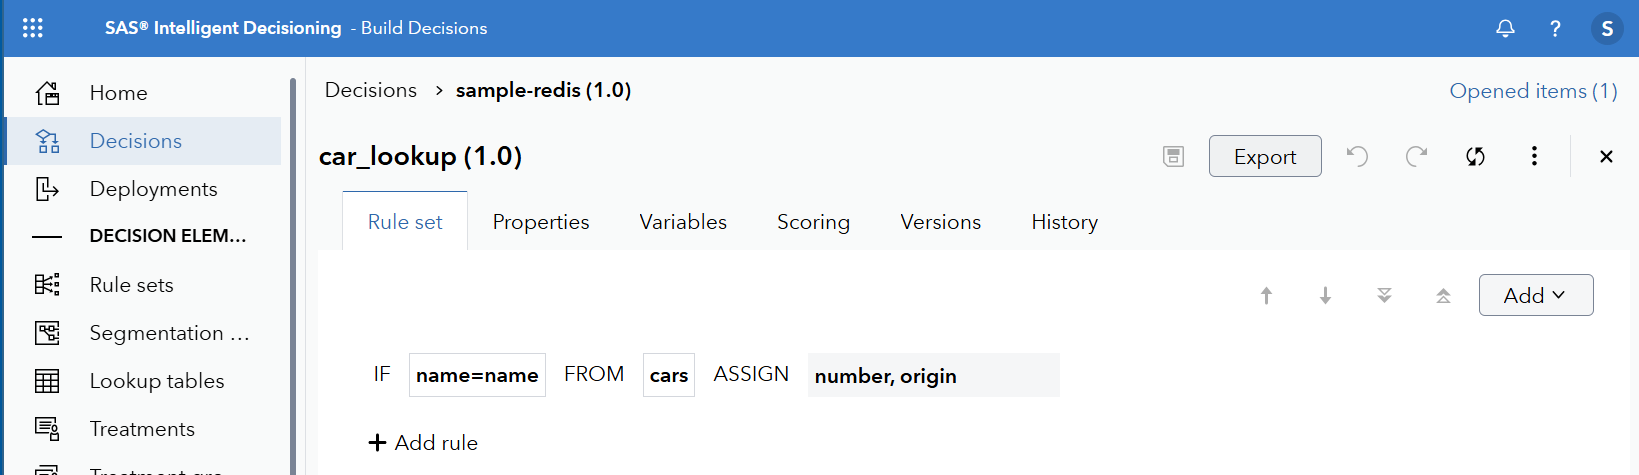 SAS® Intelligent Decisioning - Build Decisions
? S
Home
Decisions
Deployments
DECISION ELEM...
Rule sets
Segmentation ...
Lookup tables
Treatments
Decisions > sample-redis (1.0)
Opened items (1)
car_lookup (1.0)
Export
Rule set Properties Variables Scoring Versions History
Add
IF name=name FROM cars ASSIGN number, origin
+ Add rule